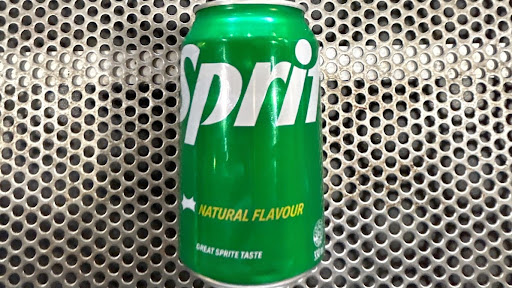 Sprit
NATURAL FLAVOUR
GREAT SPRITE TASTE